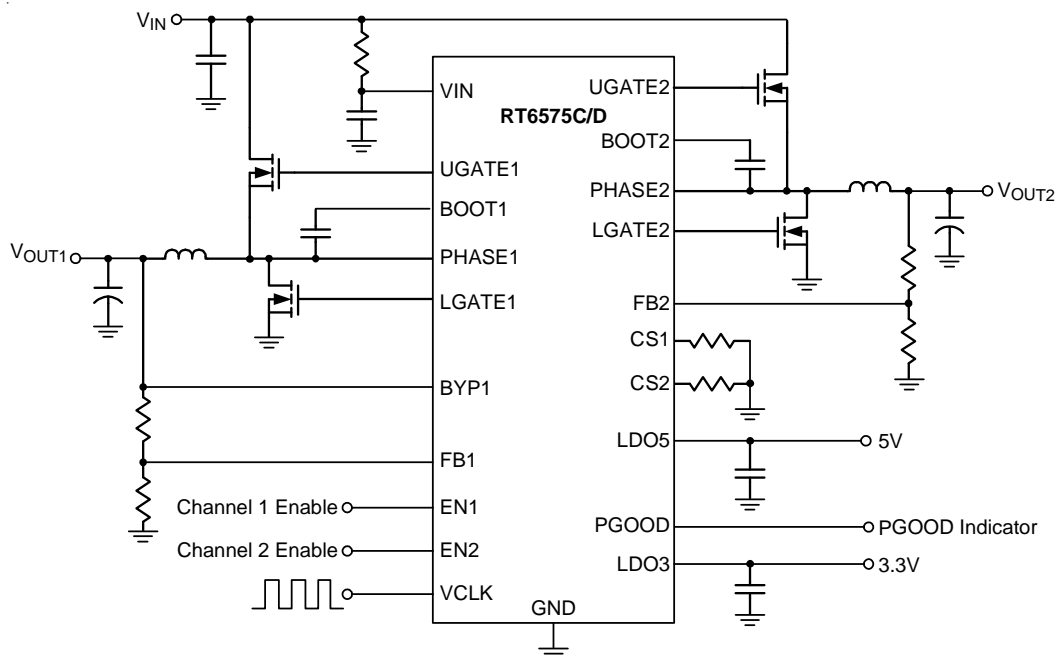 VIN
VIN
RT6575C/D
UGATE1
BOOT1
VOUT1
PHASE1
LGATE1
BYP1
FB1
Channel 1 Enable
EN1
Channel 2 Enable
EN2
VCLK
GND
UGATE2
BOOT2
PHASE2
VOUT2
LGATE2
FB2
CS1
CS2
LDO5
5V
PGOOD
PGOOD Indicator
LDO3
3.3V